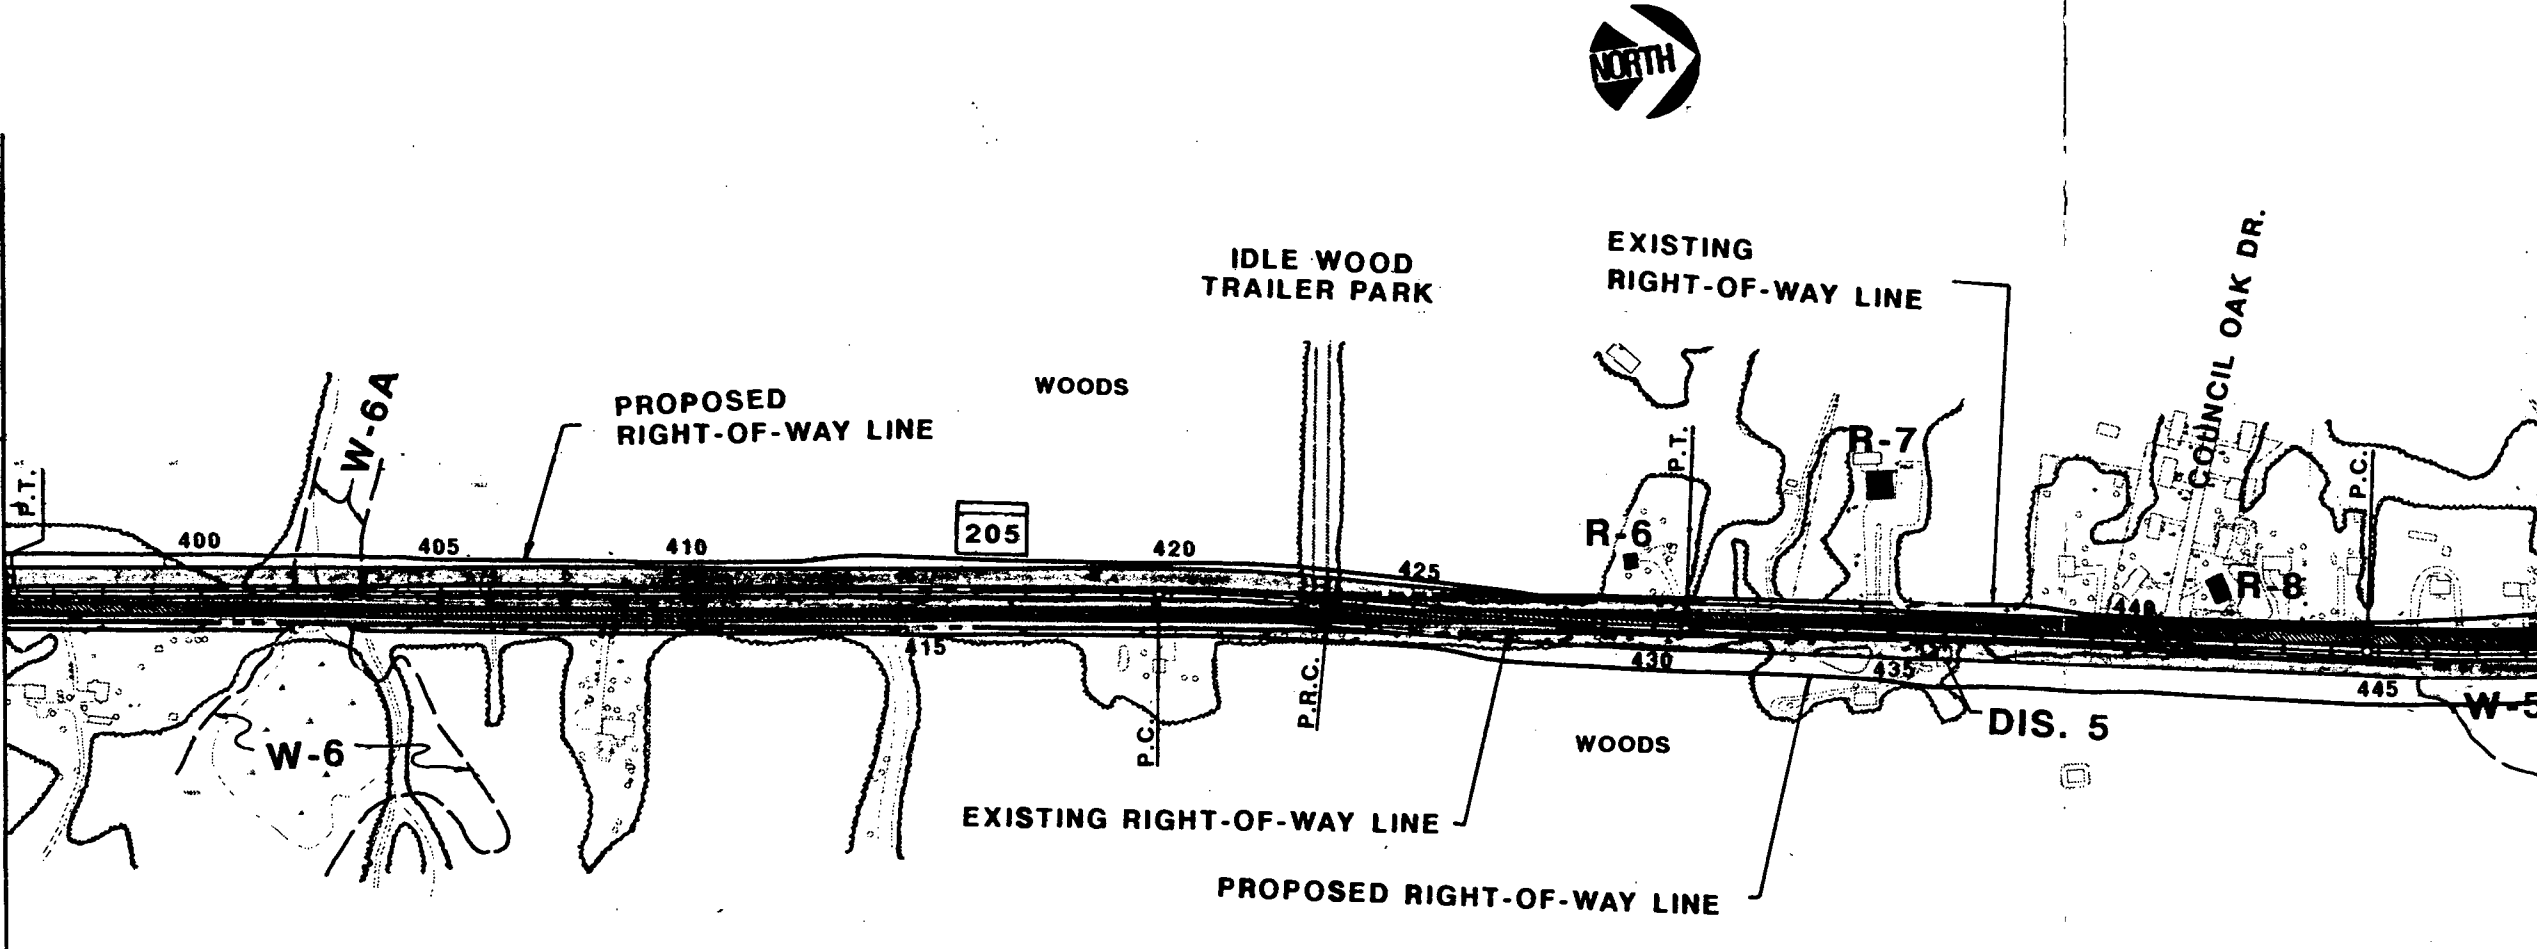 NORTH
COUNCIL OAK DR.
EXISTING
RIGHT-OF-WAY LINE
IDLE WOOD
TRAILER PARK
WOODS
PROPOSED
RIGHT-OF-WAY LINE
W-6A
R-7
P.T.
P.T.
P.C.
205
R-6
400
405
410
420
425
R-8
440
415
430
435
445
W-5
P.R.C.
P.C.
DIS. 5
W-6
WOODS
EXISTING RIGHT-OF-WAY LINE
PROPOSED RIGHT-OF-WAY LINE